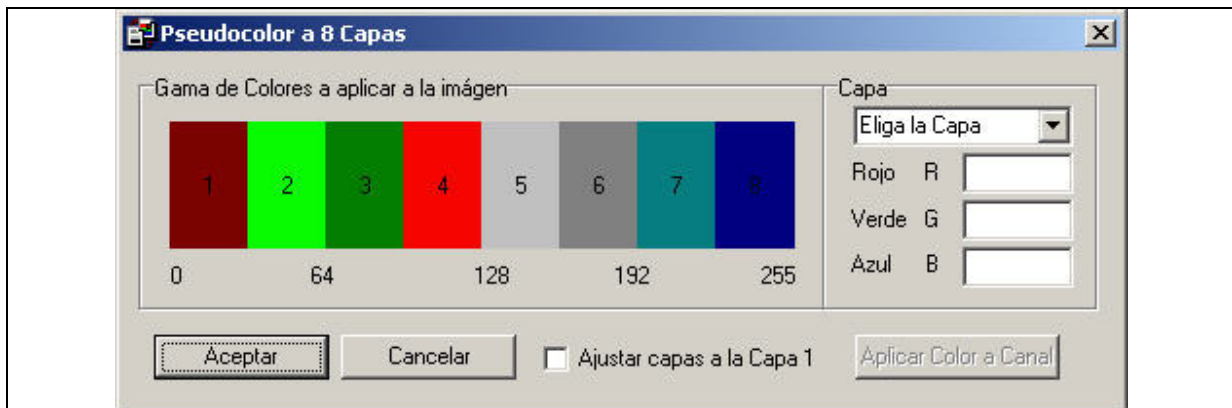 Pseudocolor a 8 Capas
Gama de Colores a aplicar a la imágen
1 2 3 4 5 6 7 8
0 64 128 192 255
Capa
Eliga la Capa
Rojo R
Verde G
Azul B
Aceptar
Cancelar
Ajustar capas a la Capa 1
Aplicar Color a Canal